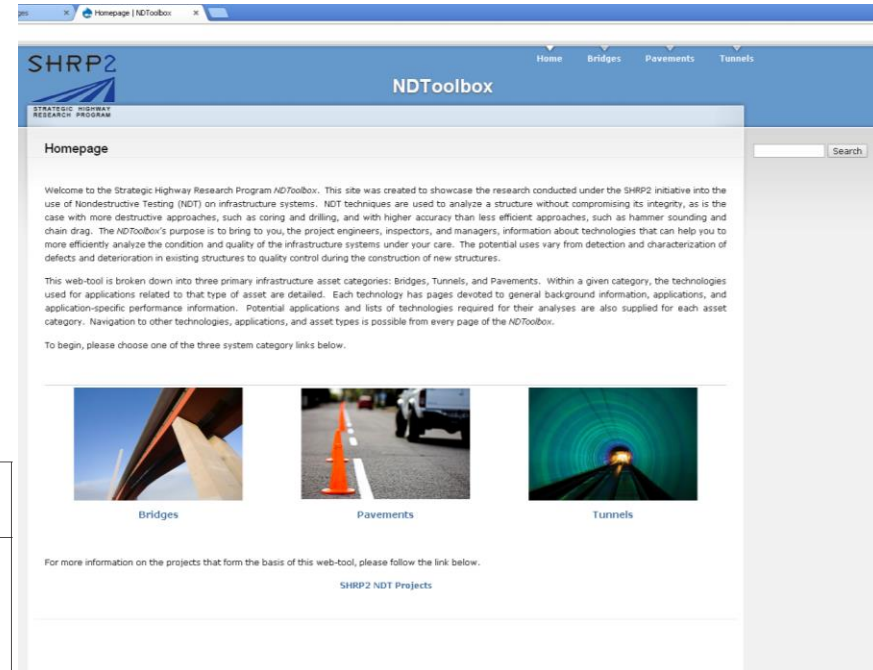 ges
Homepage | NDToolbox
SHRP2
STRATEGIC HIGHWAY
RESEARCH PROGRAM
Home Bridges Pavements Tunnels
NDToolbox
Search
Homepage
Welcome to the Strategic Highway Research Program NDToolbox. This site was created to showcase the research conducted under the SHRP2 initiative into the
use of Nondestructive Testing (NDT) on infrastructure systems. NDT techniques are used to analyze a structure without compromising its integrity, as is the
case with more destructive approaches, such as coring and drilling, and with higher accuracy than less efficient approaches, such as hammer sounding and
chain drag. The NDToolbox's purpose is to bring to you, the project engineers, inspectors, and managers, information about technologies that can help you to
more efficiently analyze the condition and quality of the infrastructure systems under your care. The potential uses vary from detection and characterization of
defects and deterioration in existing structures to quality control during the construction of new structures.
This web-tool is broken down into three primary infrastructure asset categories: Bridges, Tunnels, and Pavements. Within a given category, the technologies
used for applications related to that type of asset are detailed. Each technology has pages devoted to general background information, applications, and
application-specific performance information. Potential applications and lists of technologies required for their analyses are also supplied for each asset
category. Navigation to other technologies, applications, and asset types is possible from every page of the NDToolbox.
To begin, please choose one of the three system category links below.
Bridges Pavements Tunnels
For more information on the projects that form the basis of this web-tool, please follow the link below.
SHRP2 NDT Projects